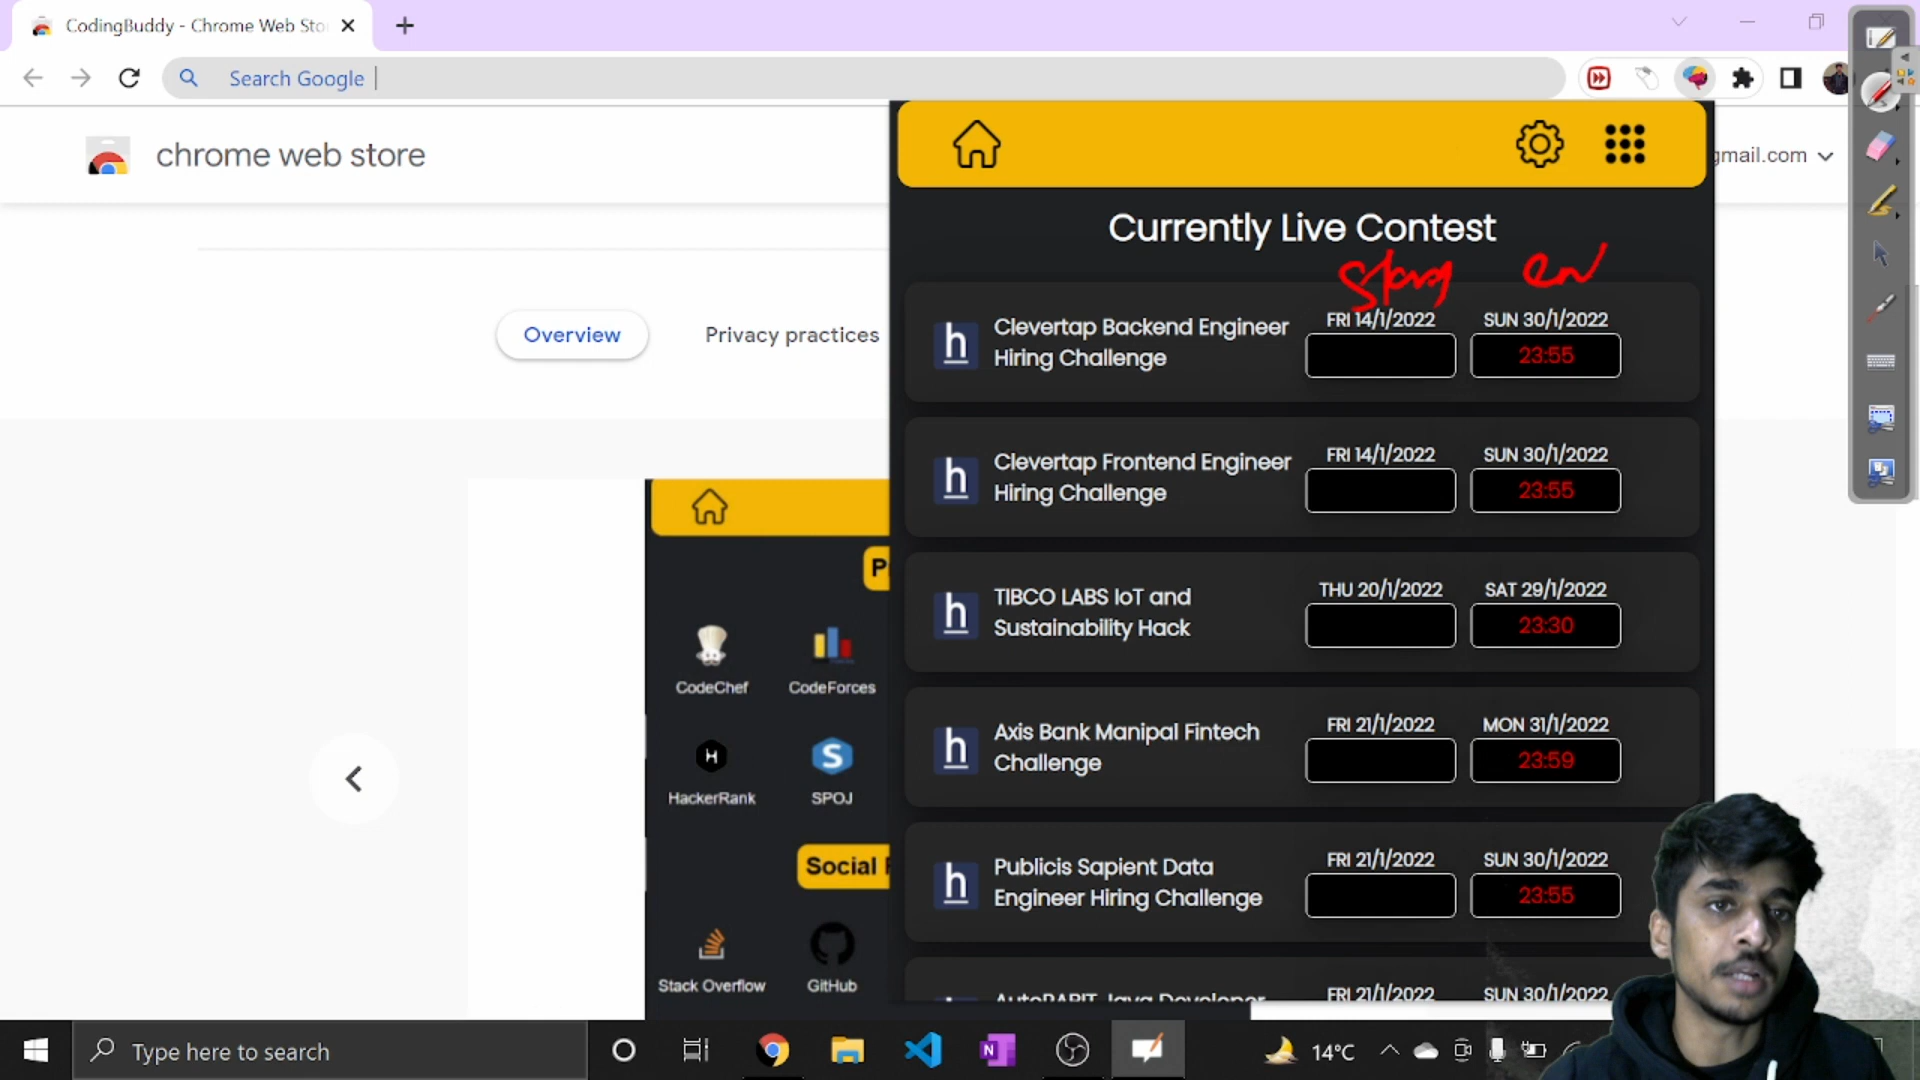 CodingBuddy - Chrome Web Sto
Search Google
chrome web store
gmail.com
Overview
Privacy practices
CodeChef
CodeForces
HackerRank
SPOJ
Social
Stack Overflow
GitHub
Currently Live Contest
Clevertap Backend Engineer
Hiring Challenge
FRI 14/1/2022
SUN 30/1/2022
23:55
Clevertap Frontend Engineer
Hiring Challenge
FRI 14/1/2022
SUN 30/1/2022
23:55
TIBCO LABS IoT and
Sustainability Hack
THU 20/1/2022
SAT 29/1/2022
23:30
Axis Bank Manipal Fintech
Challenge
FRI 21/1/2022
MON 31/1/2022
23:59
Publicis Sapient Data
Engineer Hiring Challenge
FRI 21/1/2022
SUN 30/1/2022
23:55
AutoRABIT Java Developer
FRI 21/1/2022
SUN 30/1/2022
Type here to search
14°C